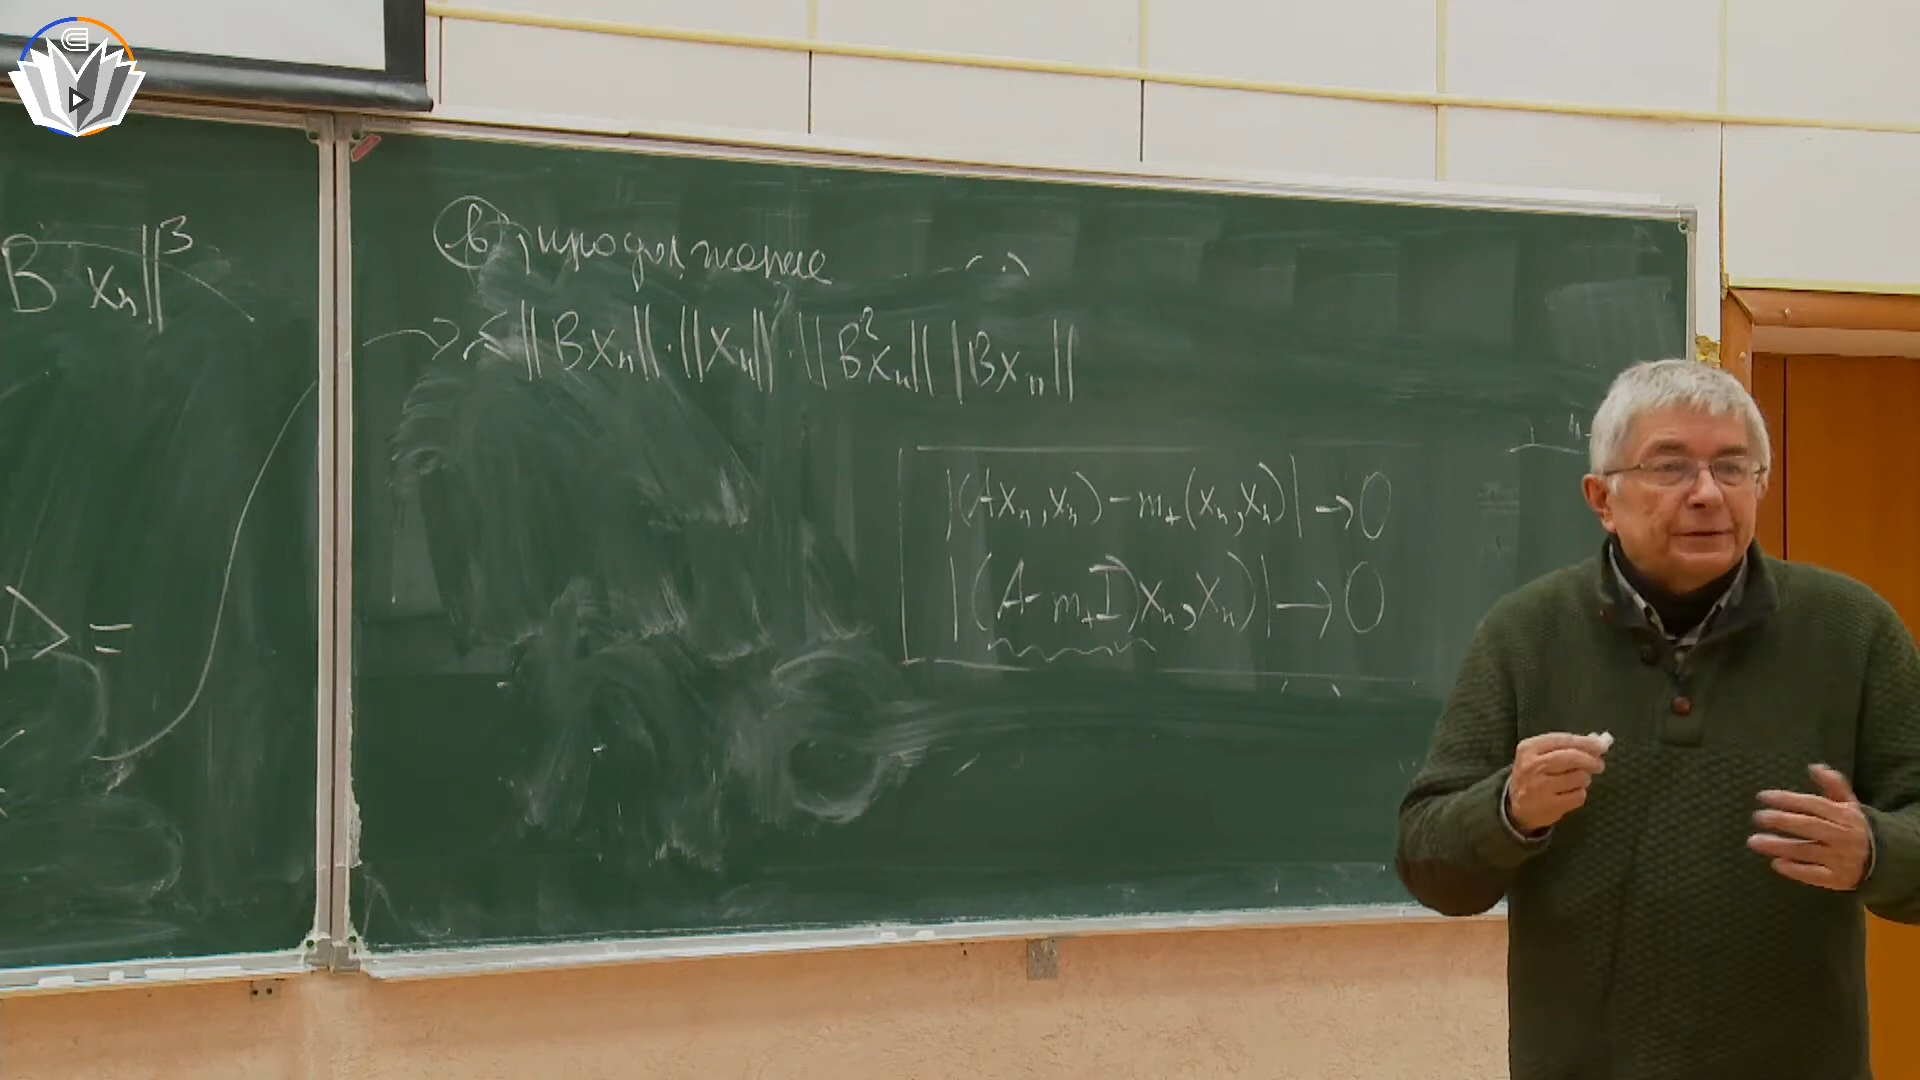 B xₙ||³
=
в) продолжение
≤ ||Bxₙ|| · ||xₙ|| · ||B²xₙ|| |Bxₙ||
|(Axₙ, xₙ) − m₊(xₙ, xₙ)| → 0
|(A − m₊I)xₙ, xₙ)| → 0